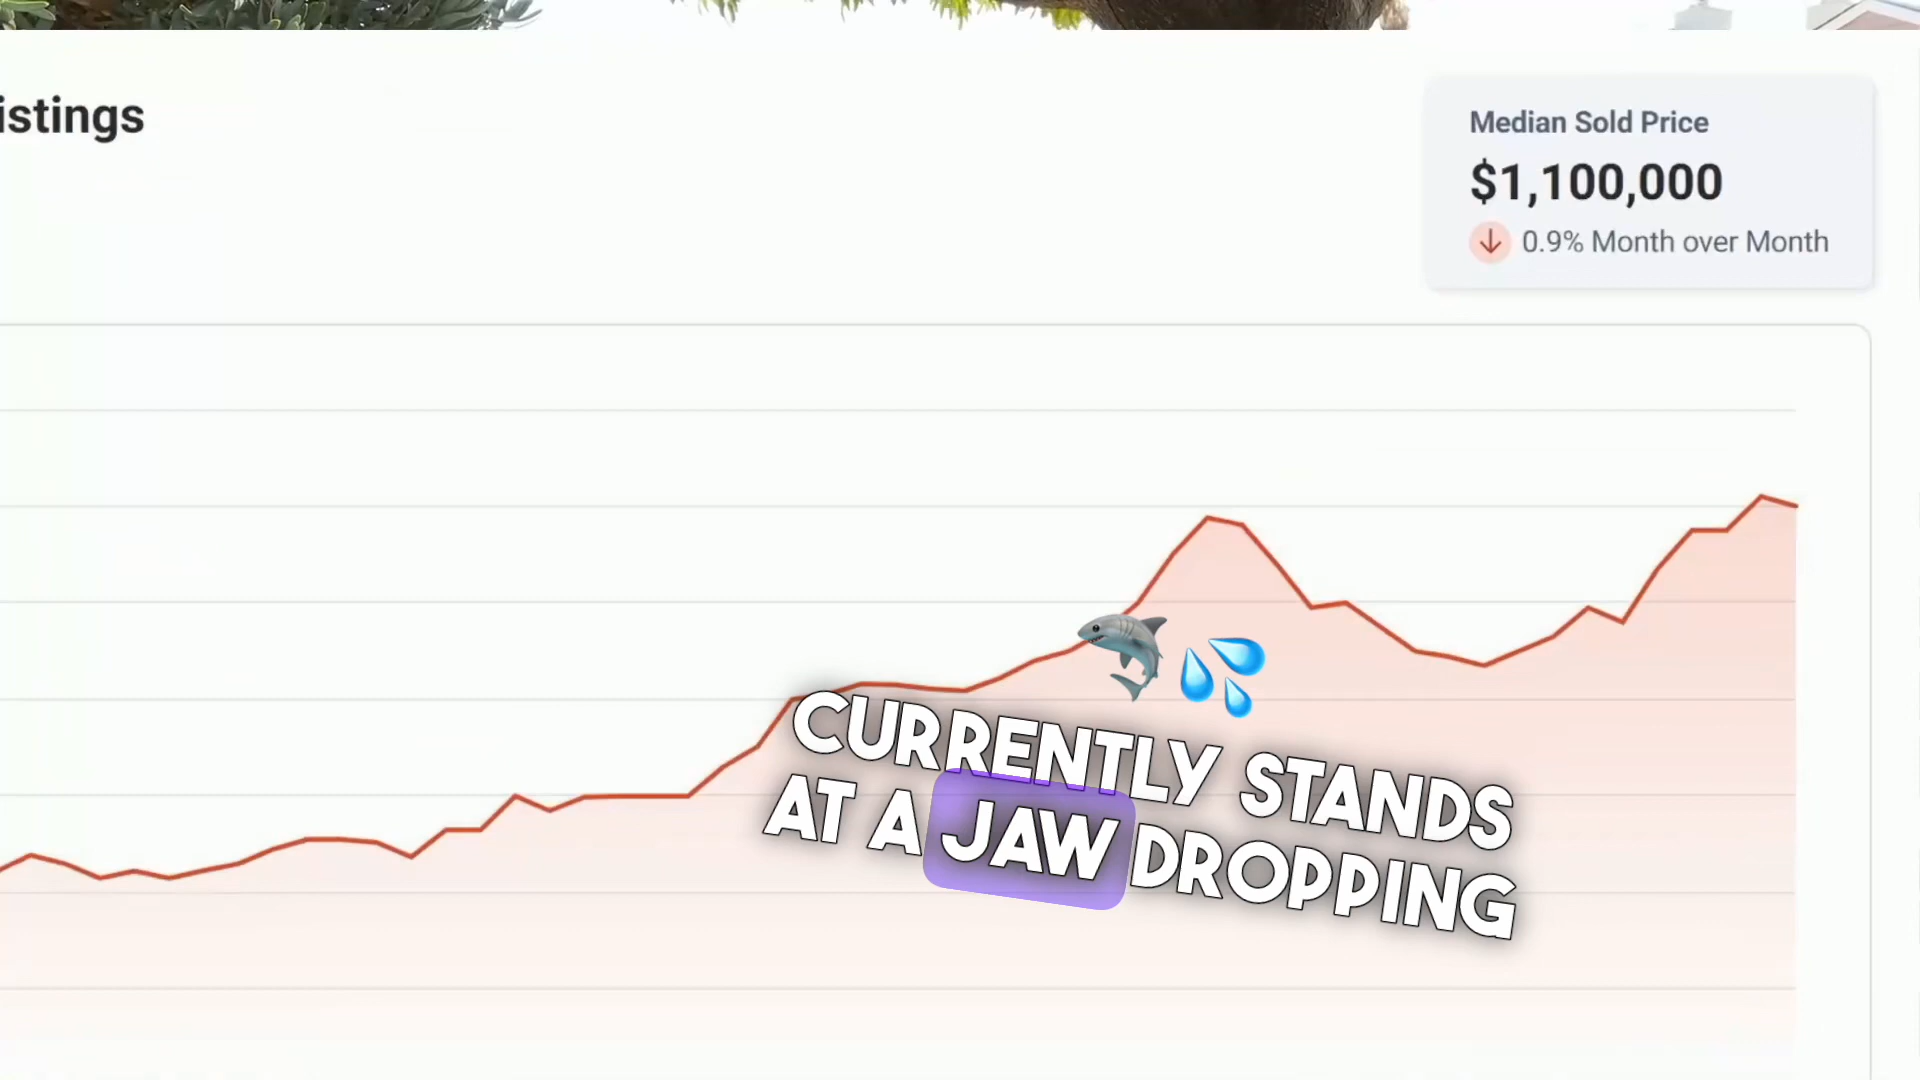 istings
Median Sold Price
$1,100,000
0.9% Month over Month
CURRENTLY STANDS
AT A JAW DROPPING